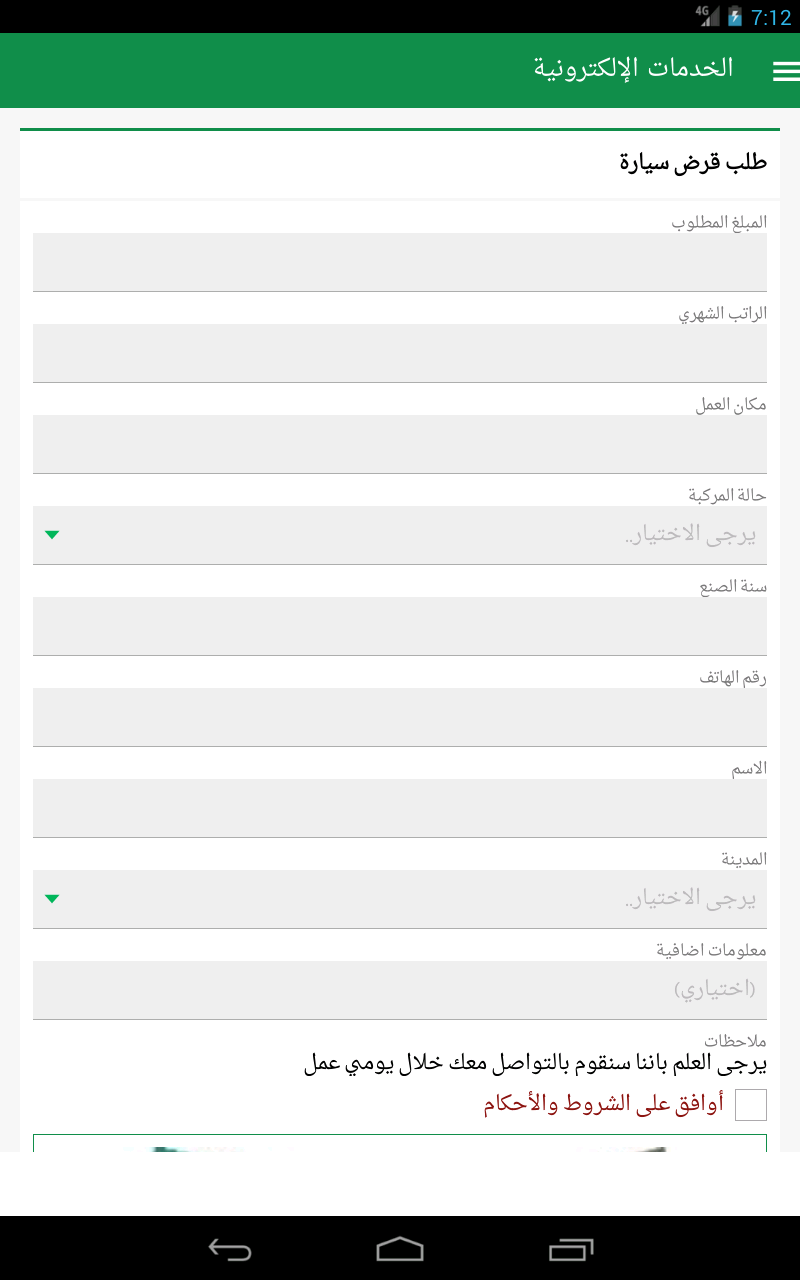 4G 7:12
الخدمات الإلكترونية
طلب قرض سيارة
المبلغ المطلوب
الراتب الشهري
مكان العمل
حالة المركبة
يرجى الاختيار..
سنة الصنع
رقم الهاتف
الاسم
المدينة
يرجى الاختيار..
معلومات اضافية
(اختياري)
ملاحظات
يرجى العلم باننا سنقوم بالتواصل معك خلال يومي عمل
أوافق على الشروط والأحكام